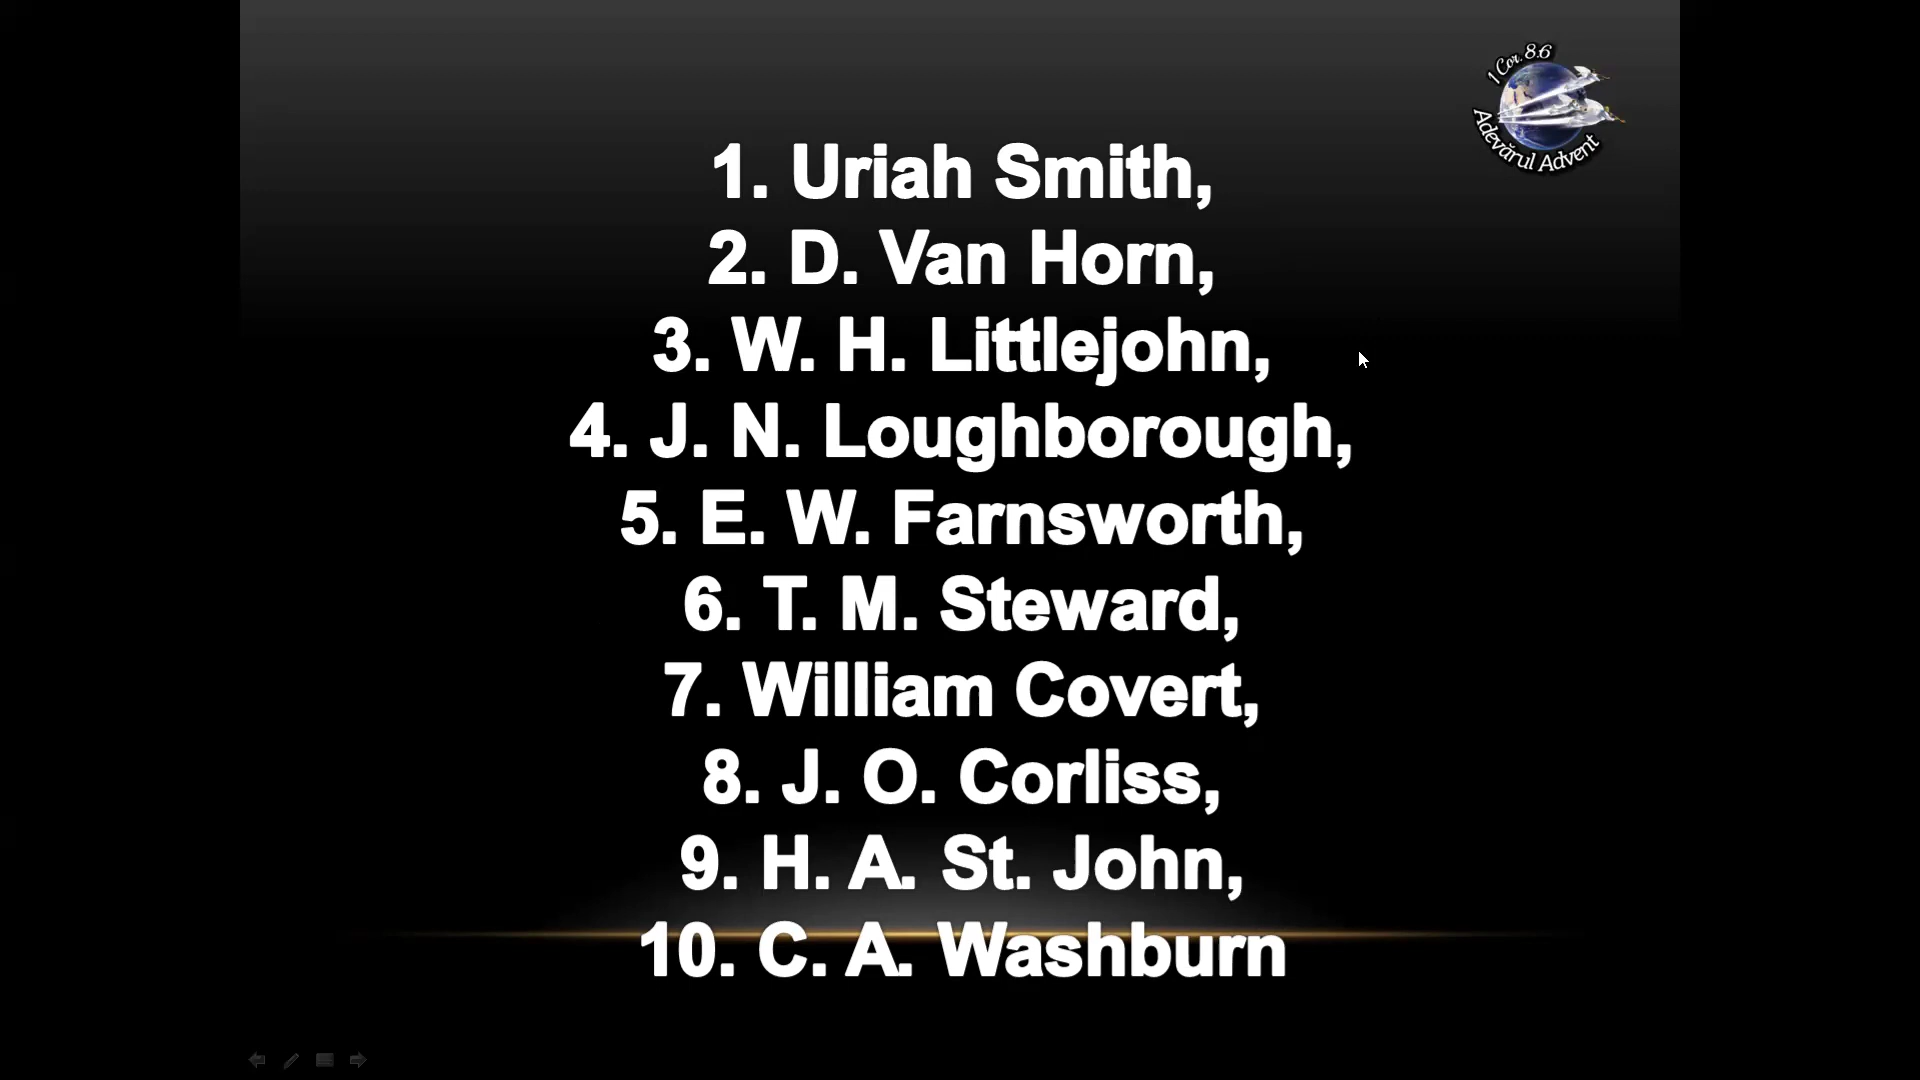 1 Cor. 8:6
Adevărul Advent
1. Uriah Smith,
2. D. Van Horn,
3. W. H. Littlejohn,
4. J. N. Loughborough,
5. E. W. Farnsworth,
6. T. M. Steward,
7. William Covert,
8. J. O. Corliss,
9. H. A. St. John,
10. C. A. Washburn